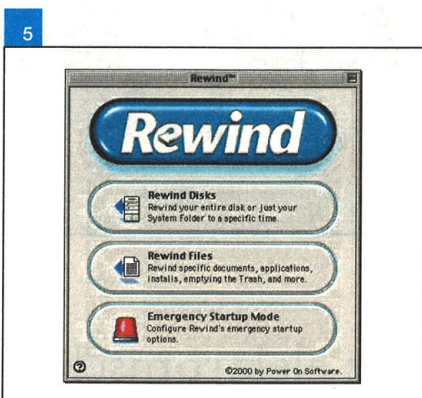 5
Rewind™
Rewind
Rewind Disks
Rewind your entire disk or just your
System Folder to a specific time.
Rewind Files
Rewind specific documents, applications,
installs, emptying the Trash, and more.
Emergency Startup Mode
Configure Rewind's emergency startup
options.
?
©2000 by Power On Software.